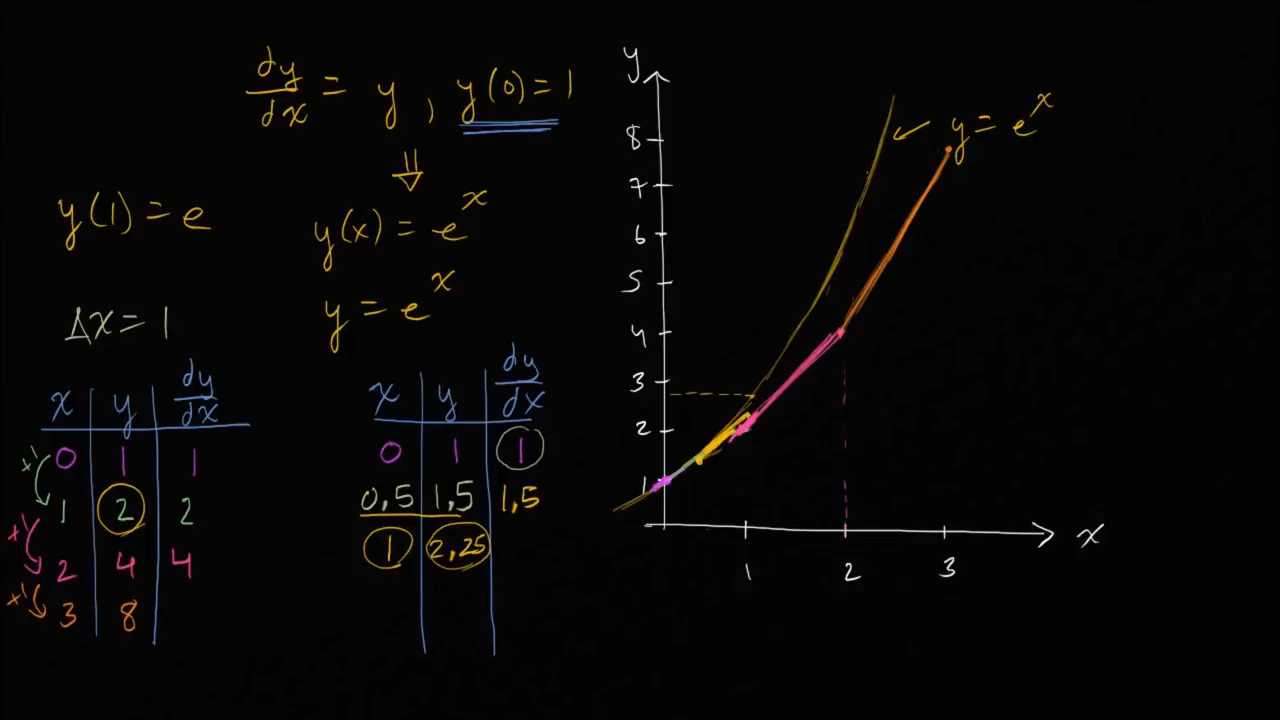 dy/dx = y, y(0)=1
⇓
y(1) = e
y(x) = e^x
y = e^x
Δx = 1
x | y | dy/dx
0 | 1 | 1
1 | 2 | 2
2 | 4 | 4
3 | 8
+1
+1
+1
x | y | dy/dx
0 | 1 | 1
0,5 | 1,5 | 1,5
1 | 2,25
y
8
7
6
5
4
3
2
1
1 2 3
x
y = e^x